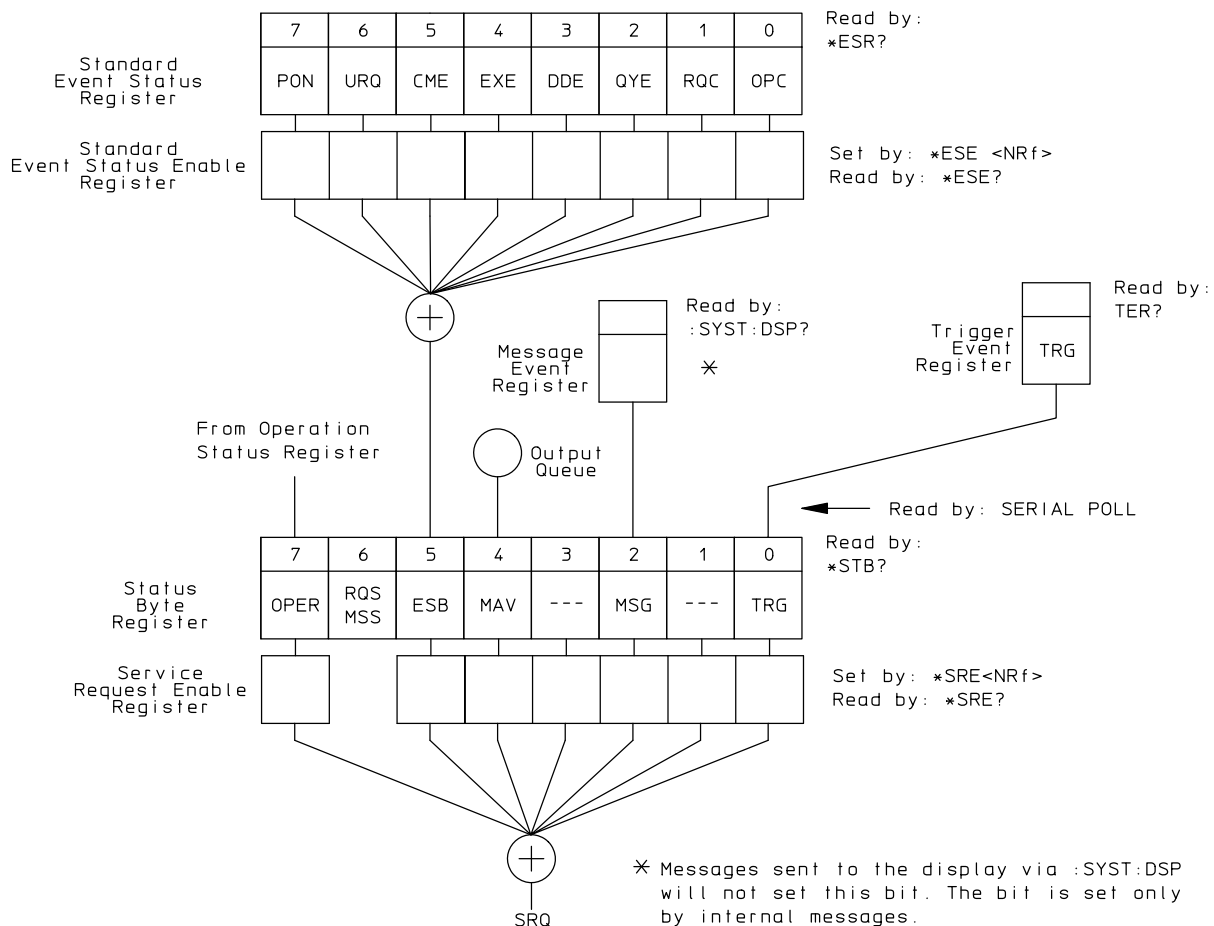 7 6 5 4 3 2 1 0
Read by:
*ESR?
Standard
Event Status
Register
PON URQ CME EXE DDE QYE RQC OPC
Standard
Event Status Enable
Register
Set by: *ESE <NRf>
Read by: *ESE?
Read by:
:SYST:DSP?
Message
Event
Register
*
Trigger
Event
Register
TRG
Read by:
TER?
From Operation
Status Register
Output
Queue
Read by: SERIAL POLL
7 6 5 4 3 2 1 0
Read by:
*STB?
Status
Byte
Register
OPER RQS MSS ESB MAV --- MSG --- TRG
Service
Request Enable
Register
Set by: *SRE<NRf>
Read by: *SRE?
SRQ
* Messages sent to the display via :SYST:DSP
will not set this bit. The bit is set only
by internal messages.